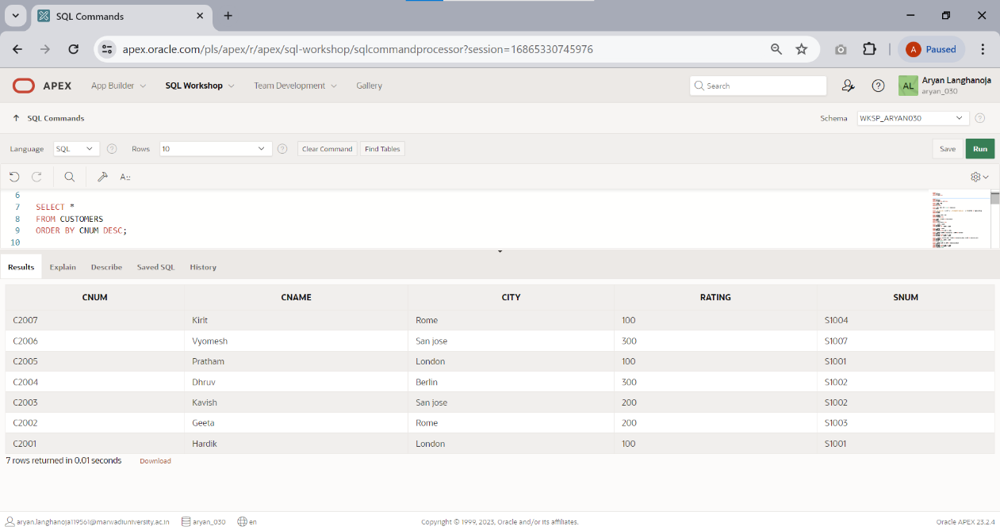 SQL Commands
apex.oracle.com/pls/apex/r/apex/sql-workshop/sqlcommandprocessor?session=16865330745976
A Paused
APEX App Builder SQL Workshop Team Development Gallery Search ? AL Aryan Langhanoja
aryan_030
SQL Commands Schema WKSP_ARYAN030 ?
Language SQL ? Rows 10 ? Clear Command Find Tables Save Run
A::
6
7 SELECT *
8 FROM CUSTOMERS
9 ORDER BY CNUM DESC;
10
Results Explain Describe Saved SQL History
CNUM CNAME CITY RATING SNUM
C2007 Kirit Rome 100 S1004
C2006 Vyomesh San jose 300 S1007
C2005 Pratham London 100 S1001
C2004 Dhruv Berlin 300 S1002
C2003 Kavish San jose 200 S1002
C2002 Geeta Rome 200 S1003
C2001 Hardik London 100 S1001
7 rows returned in 0.01 seconds Download
aryan.langhanoja119561@marwadiuniversity.ac.in aryan_030 en Copyright © 1999, 2023, Oracle and/or its affiliates. Oracle APEX 23.2.4